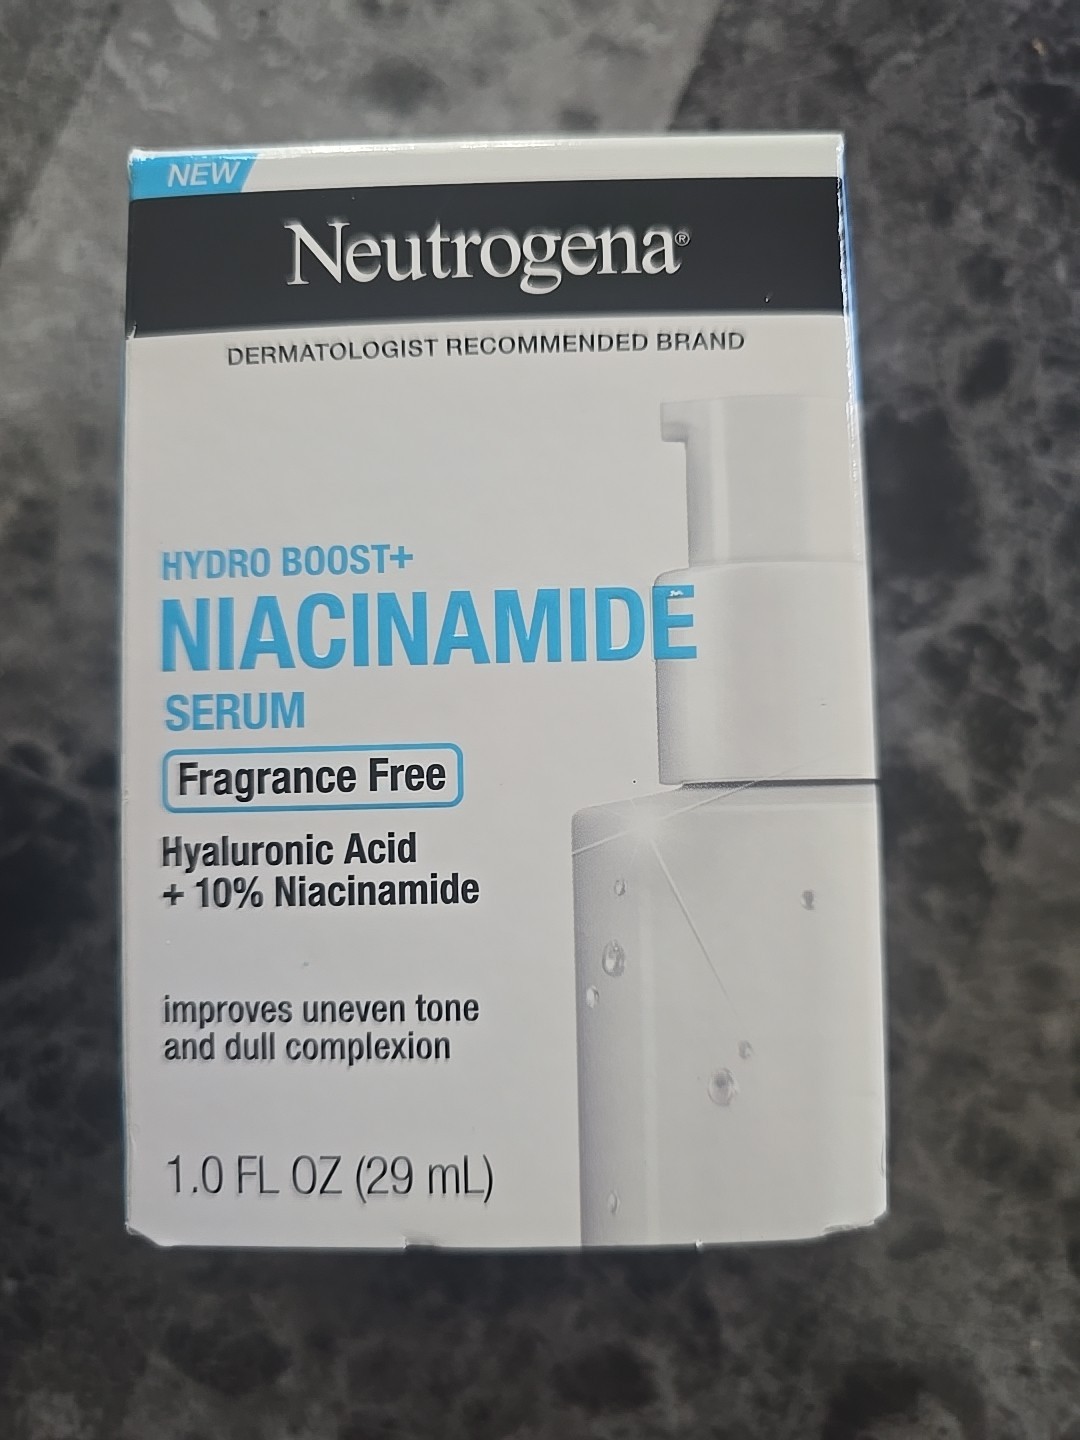 NEW
Neutrogena®
DERMATOLOGIST RECOMMENDED BRAND
HYDRO BOOST+
NIACINAMIDE
SERUM
Fragrance Free
Hyaluronic Acid
+ 10% Niacinamide
improves uneven tone
and dull complexion
1.0 FL OZ (29 mL)